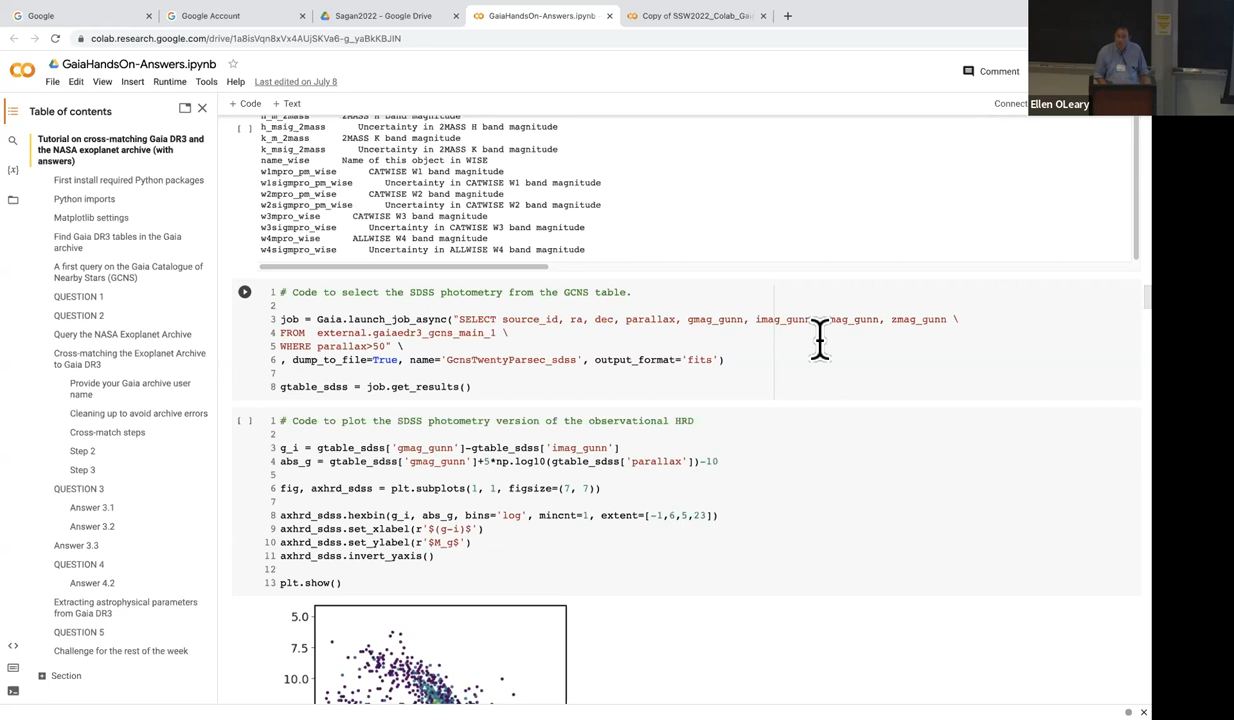 Google
Google Account
Sagan2022 - Google Drive
GaiaHandsOn-Answers.ipynb -
Copy of SSW2022_Colab_Gai
colab.research.google.com/drive/1a8isVqn8xVx4AUjSKVa6-g_yaBkKBJIN
GaiaHandsOn-Answers.ipynb
File Edit View Insert Runtime Tools Help Last edited on July 8
Comment
Ellen OLeary
+ Code + Text
Connect
Table of contents
Tutorial on cross-matching Gaia DR3 and
the NASA exoplanet archive (with
answers)
First install required Python packages
Python imports
Matplotlib settings
Find Gaia DR3 tables in the Gaia
archive
A first query on the Gaia Catalogue of
Nearby Stars (GCNS)
QUESTION 1
QUESTION 2
Query the NASA Exoplanet Archive
Cross-matching the Exoplanet Archive
to Gaia DR3
Provide your Gaia archive user
name
Cleaning up to avoid archive errors
Cross-match steps
Step 2
Step 3
QUESTION 3
Answer 3.1
Answer 3.2
Answer 3.3
QUESTION 4
Answer 4.2
Extracting astrophysical parameters
from Gaia DR3
QUESTION 5
Challenge for the rest of the week
Section
h_m_2mass 2MASS H band magnitude
[ ] h_msig_2mass Uncertainty in 2MASS H band magnitude
k_m_2mass 2MASS K band magnitude
k_msig_2mass Uncertainty in 2MASS K band magnitude
name_wise Name of this object in WISE
w1mpro_pm_wise CATWISE W1 band magnitude
w1sigmpro_pm_wise Uncertainty in CATWISE W1 band magnitude
w2mpro_pm_wise CATWISE W2 band magnitude
w2sigmpro_pm_wise Uncertainty in CATWISE W2 band magnitude
w3mpro_wise CATWISE W3 band magnitude
w3sigmpro_wise Uncertainty in CATWISE W3 band magnitude
w4mpro_wise ALLWISE W4 band magnitude
w4sigmpro_wise Uncertainty in ALLWISE W4 band magnitude
1 # Code to select the SDSS photometry from the GCNS table.
2
3 job = Gaia.launch_job_async("SELECT source_id, ra, dec, parallax, gmag_gunn, imag_gunn, zmag_gunn \
4 FROM external.gaiaedr3_gcns_main_1 \
5 WHERE parallax>50" \
6 , dump_to_file=True, name='GcnsTwentyParsec_sdss', output_format='fits')
7
8 gtable_sdss = job.get_results()
[ ] 1 # Code to plot the SDSS photometry version of the observational HRD
2
3 g_i = gtable_sdss['gmag_gunn']-gtable_sdss['imag_gunn']
4 abs_g = gtable_sdss['gmag_gunn']+5*np.log10(gtable_sdss['parallax'])-10
5
6 fig, axhrd_sdss = plt.subplots(1, 1, figsize=(7, 7))
7
8 axhrd_sdss.hexbin(g_i, abs_g, bins='log', mincnt=1, extent=[-1,6,5,23])
9 axhrd_sdss.set_xlabel(r'$(g-i)$')
10 axhrd_sdss.set_ylabel(r'$M_g$')
11 axhrd_sdss.invert_yaxis()
12
13 plt.show()
5.0
7.5
10.0